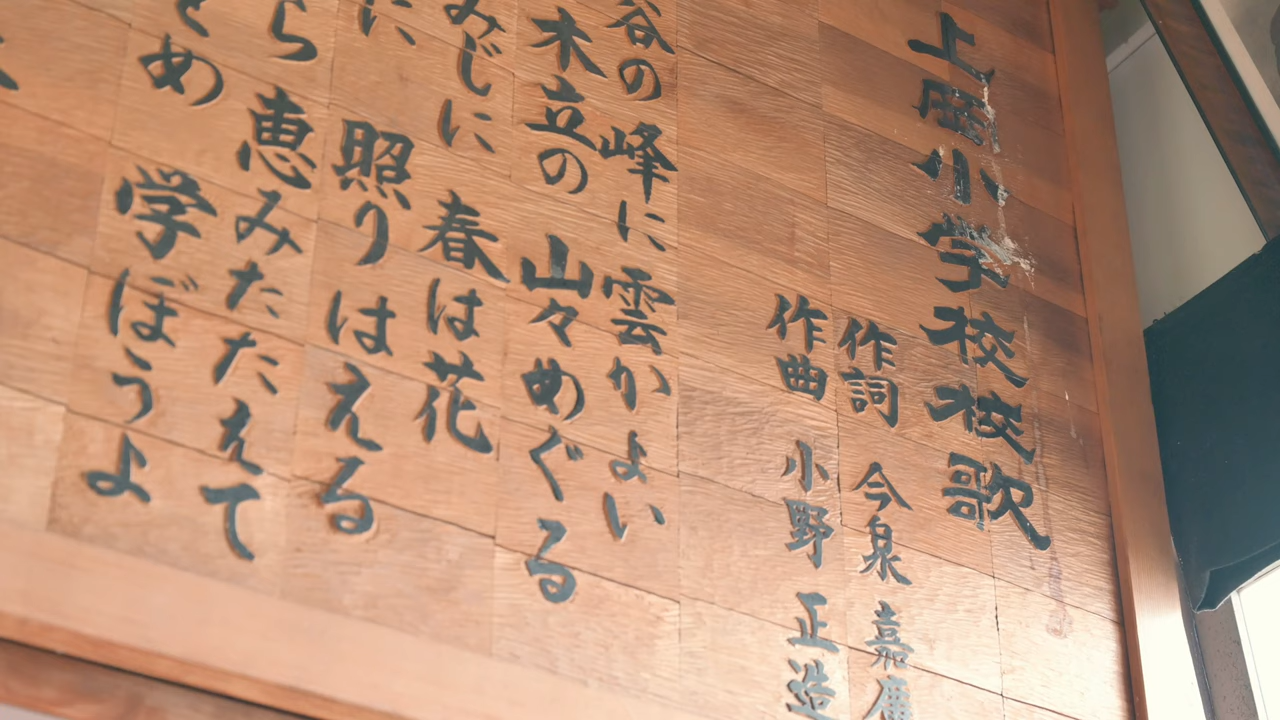 上岡小学校校歌
作詞 今泉 嘉
作曲 小野 正造
谷の峰に 雲かよい
木立の 山々めぐる
みじに 春は花
に 照りはえる
ら 恵みたたえて
とめ 学ぼうよ